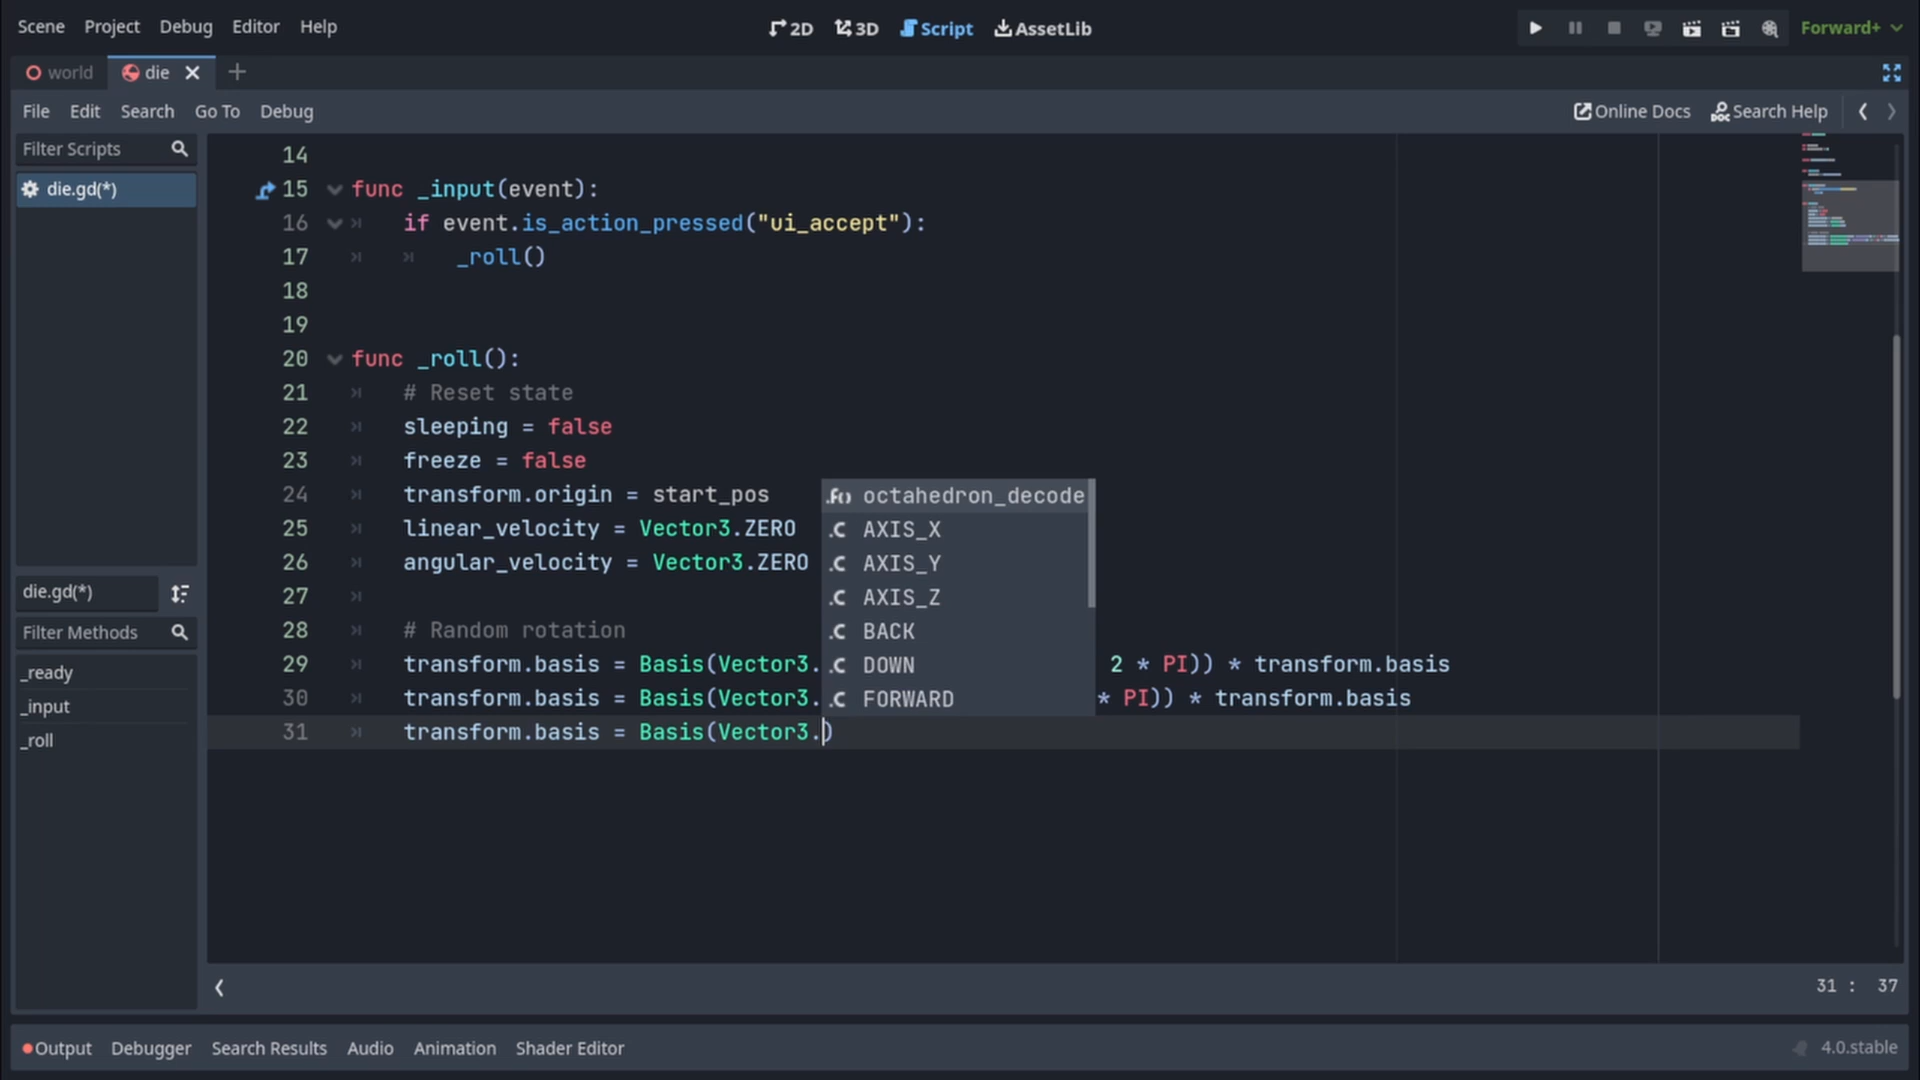 Scene Project Debug Editor Help 2D 3D Script AssetLib Forward+
world die
File Edit Search Go To Debug Online Docs Search Help
Filter Scripts
die.gd(*)
die.gd(*)
Filter Methods
_ready
_input
_roll
14
15 func _input(event):
16 if event.is_action_pressed("ui_accept"):
17 _roll()
18
19
20 func _roll():
21 # Reset state
22 sleeping = false
23 freeze = false
24 transform.origin = start_pos
25 linear_velocity = Vector3.ZERO
26 angular_velocity = Vector3.ZERO
27
28 # Random rotation
29 transform.basis = Basis(Vector3. 2 * PI)) * transform.basis
30 transform.basis = Basis(Vector3. * PI)) * transform.basis
31 transform.basis = Basis(Vector3.)
.f() octahedron_decode
.C AXIS_X
.C AXIS_Y
.C AXIS_Z
.C BACK
.C DOWN
.C FORWARD
31 : 37
Output Debugger Search Results Audio Animation Shader Editor 4.0.stable